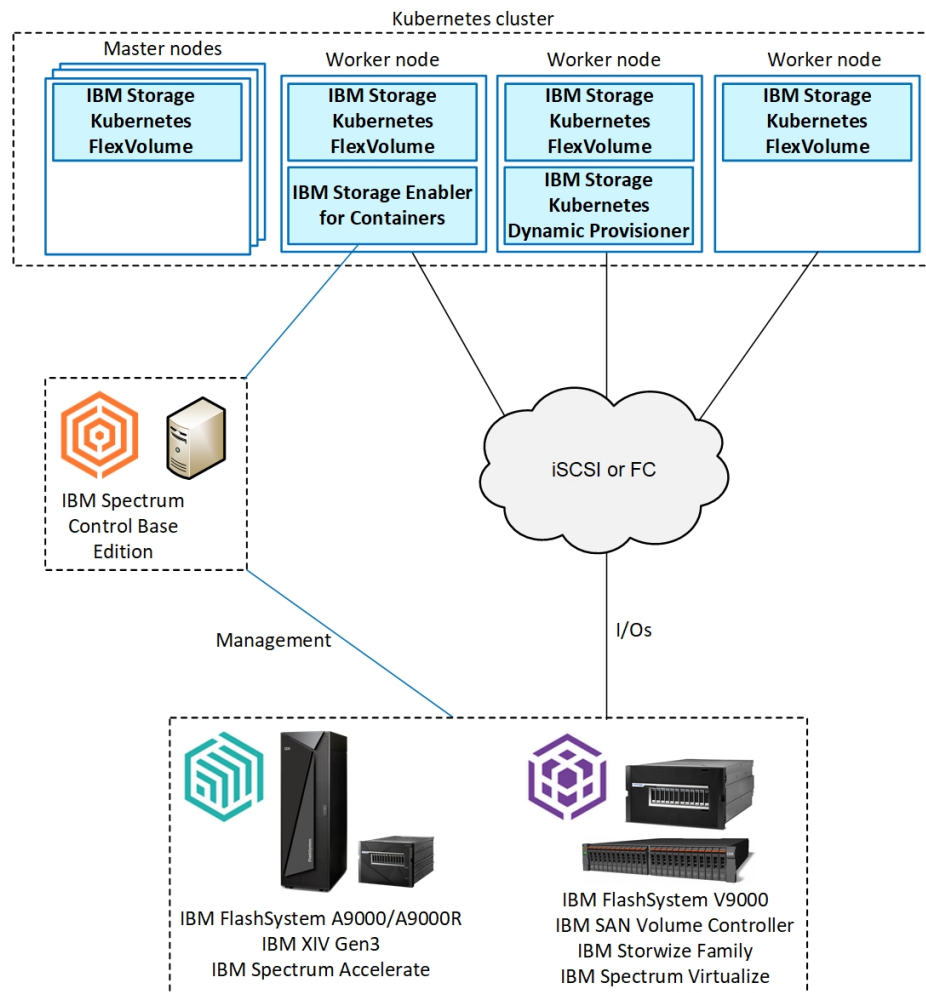 Kubernetes cluster
Master nodes
Worker node
Worker node
Worker node
IBM Storage
Kubernetes
FlexVolume
IBM Storage
Kubernetes
FlexVolume
IBM Storage
Kubernetes
FlexVolume
IBM Storage
Kubernetes
FlexVolume
IBM Storage Enabler
for Containers
IBM Storage
Kubernetes
Dynamic Provisioner
iSCSI or FC
IBM Spectrum
Control Base
Edition
Management
I/Os
IBM FlashSystem A9000/A9000R
IBM XIV Gen3
IBM Spectrum Accelerate
IBM FlashSystem V9000
IBM SAN Volume Controller
IBM Storwize Family
IBM Spectrum Virtualize